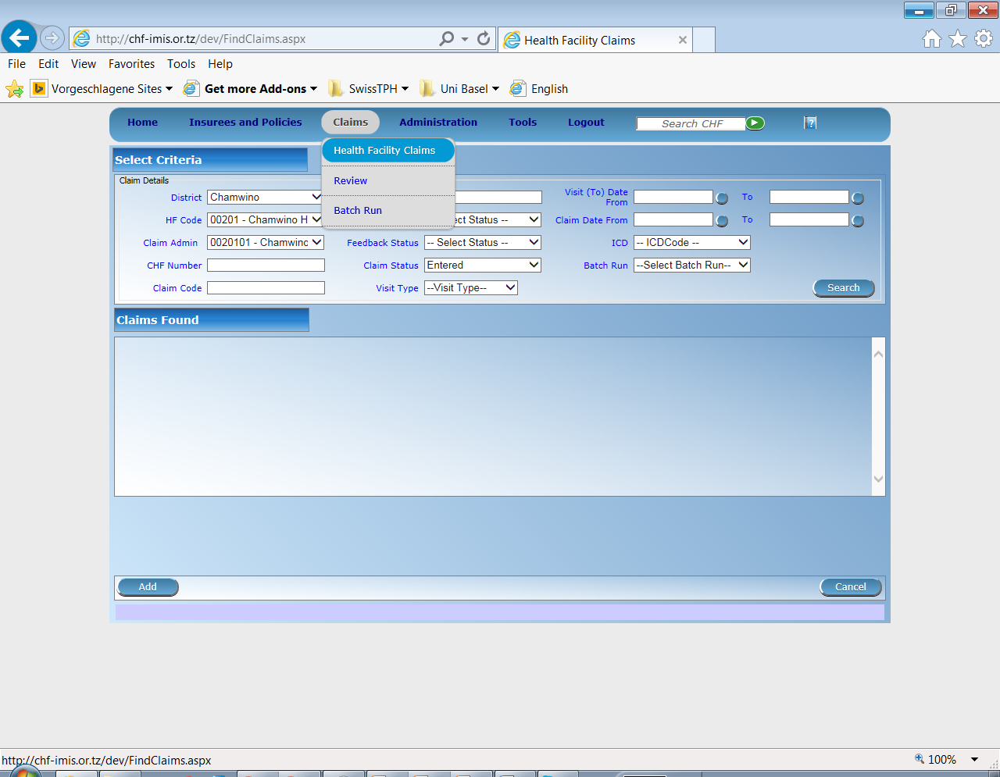 http://chf-imis.or.tz/dev/FindClaims.aspx
Health Facility Claims
File Edit View Favorites Tools Help
Vorgeschlagene Sites Get more Add-ons SwissTPH Uni Basel English
Home Insurees and Policies Claims Administration Tools Logout Search CHF ?
Health Facility Claims
Review
Batch Run
Select Criteria
Claim Details
District Chamwino Visit (To) Date From To
HF Code 00201 - Chamwino H ect Status -- Claim Date From To
Claim Admin 0020101 - Chamwinc Feedback Status -- Select Status -- ICD -- ICDCode --
CHF Number Claim Status Entered Batch Run --Select Batch Run--
Claim Code Visit Type --Visit Type-- Search
Claims Found
Add Cancel
http://chf-imis.or.tz/dev/FindClaims.aspx 100%